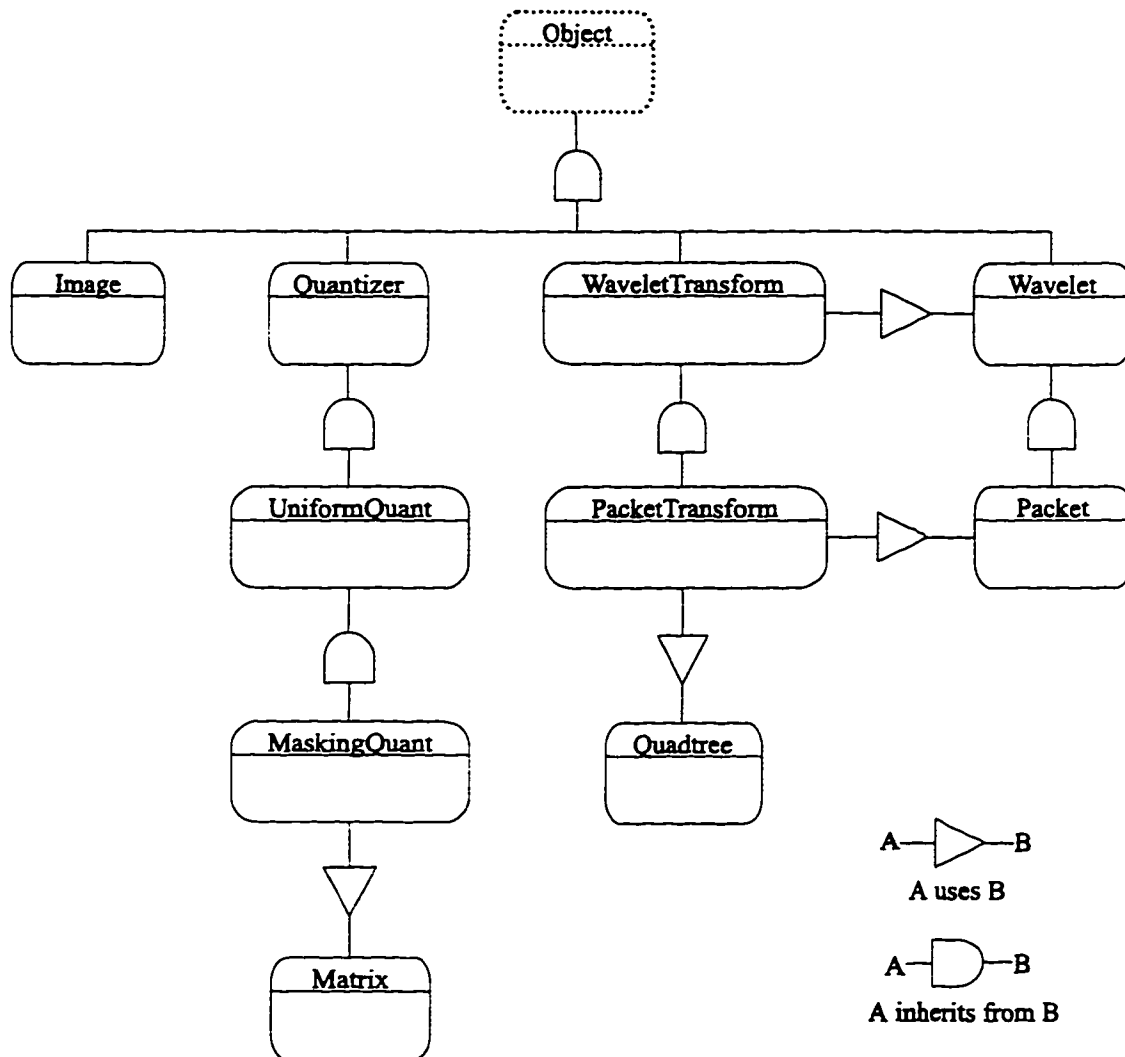 Object
Image
Quantizer
WaveletTransform
Wavelet
UniformQuant
PacketTransform
Packet
MaskingQuant
Quadtree
A B
A uses B
Matrix
A B
A inherits from B